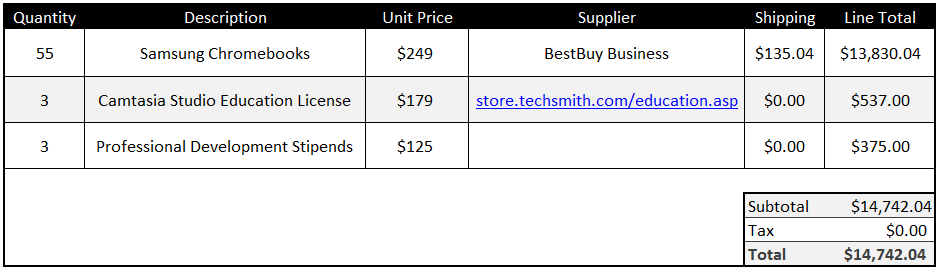 Quantity Description Unit Price Supplier Shipping Line Total
55 Samsung Chromebooks $249 BestBuy Business $135.04 $13,830.04
3 Camtasia Studio Education License $179 store.techsmith.com/education.asp $0.00 $537.00
3 Professional Development Stipends $125 $0.00 $375.00
Subtotal $14,742.04
Tax $0.00
Total $14,742.04